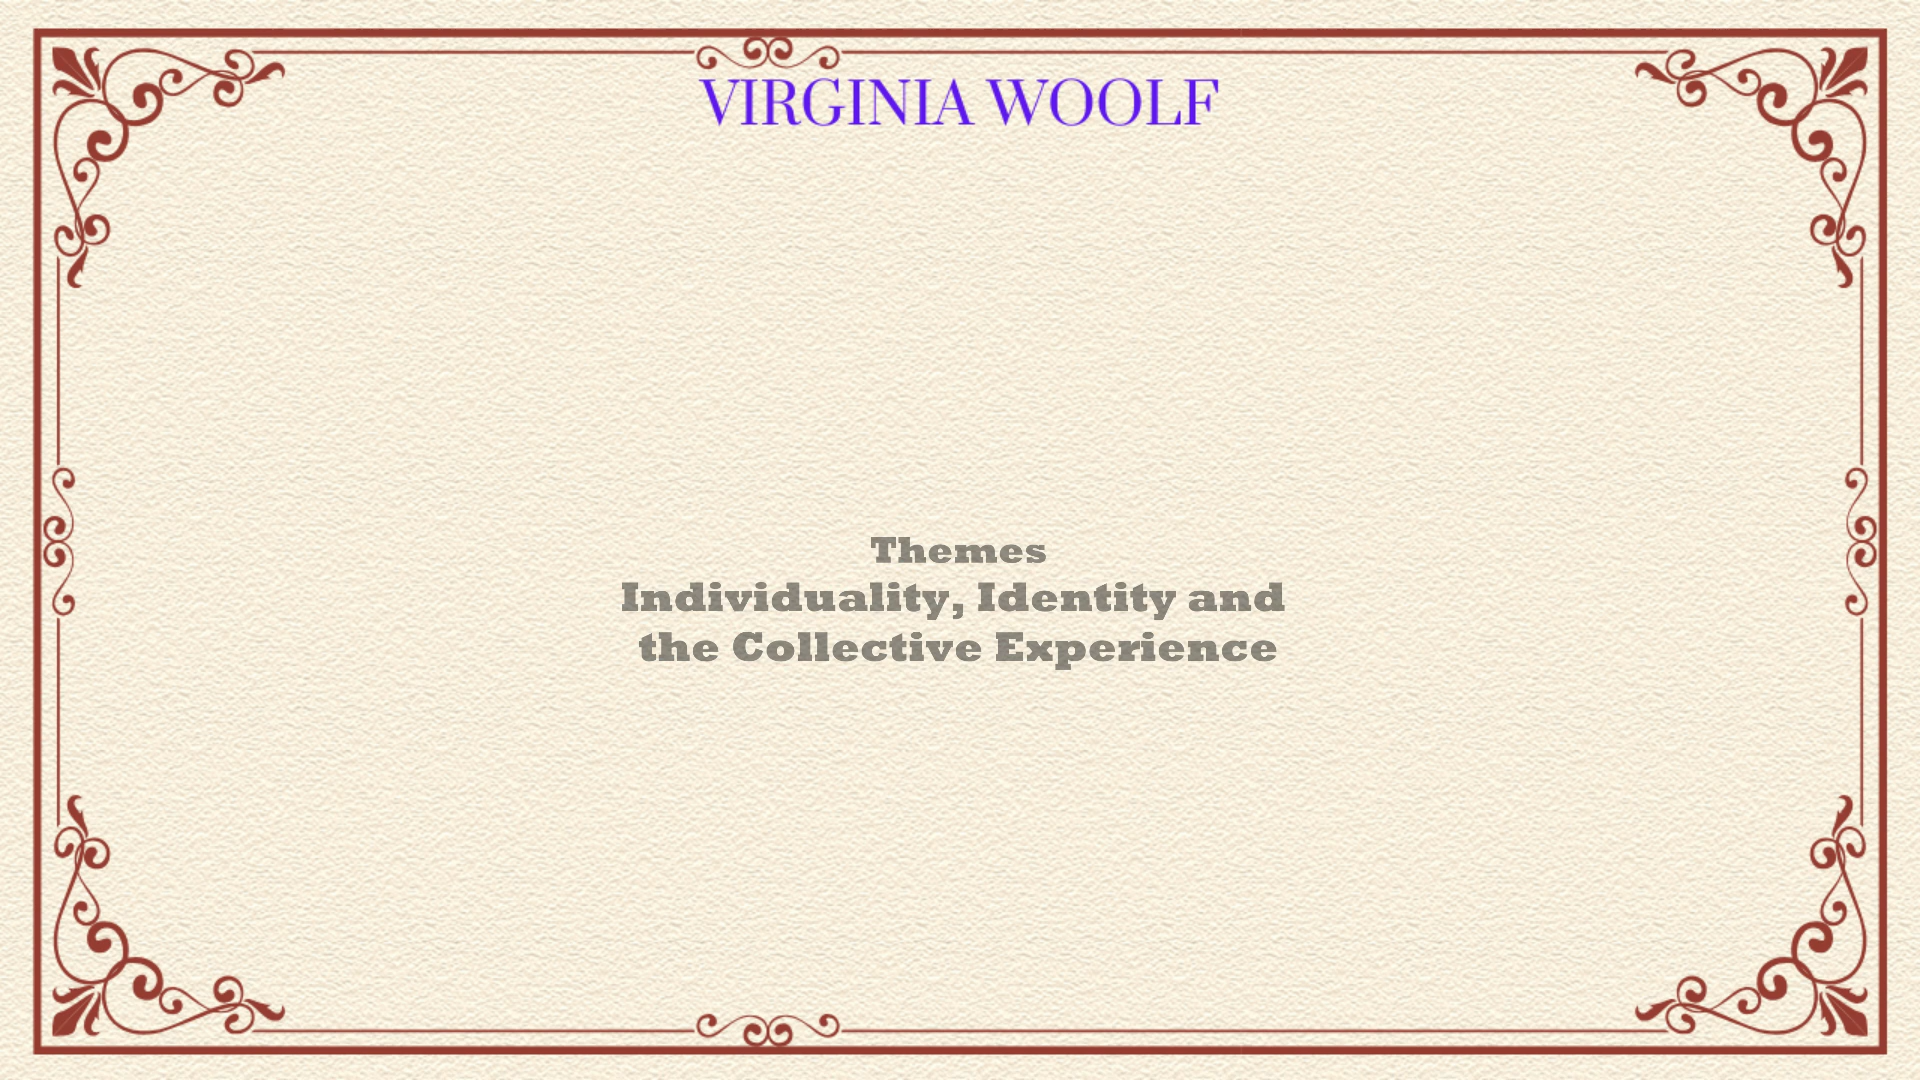 VIRGINIA WOOLF
Themes
Individuality, Identity and
the Collective Experience